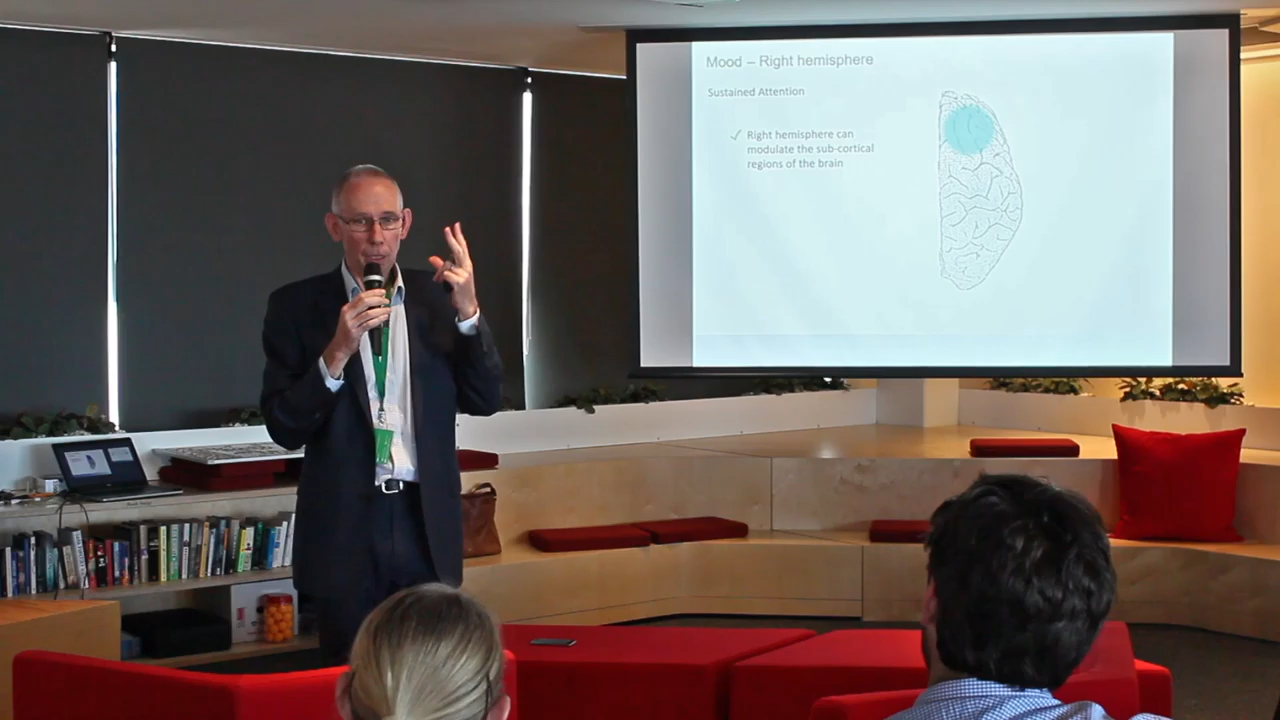 Mood – Right hemisphere
Sustained Attention
✓ Right hemisphere can
modulate the sub-cortical
regions of the brain